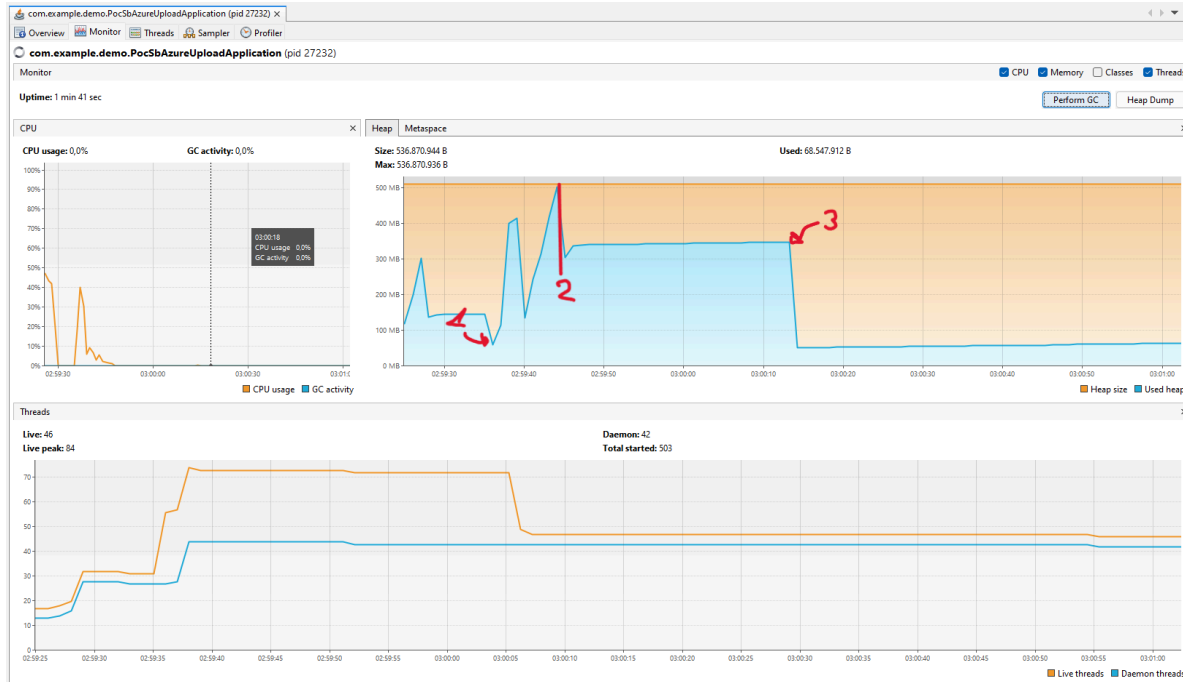 com.example.demo.PocSbAzureUploadApplication (pid 27232) ×
Overview Monitor Threads Sampler Profiler
com.example.demo.PocSbAzureUploadApplication (pid 27232)
Monitor CPU Memory Classes Threads
Uptime: 1 min 41 sec
Perform GC Heap Dump
CPU ×
CPU usage: 0,0% GC activity: 0,0%
100%
90%
80%
70%
60%
50%
40%
30%
20%
10%
0%
03:00:18
CPU usage 0,0%
GC activity 0,0%
02:59:30 03:00:00 03:00:30 03:01:0
CPU usage GC activity
Heap Metaspace
Size: 536.870.944 B Used: 68.547.912 B
Max: 536.870.936 B
500 MB
400 MB
300 MB
200 MB
100 MB
0 MB
1
2
3
02:59:30 02:59:40 02:59:50 03:00:00 03:00:10 03:00:20 03:00:30 03:00:40 03:00:50 03:01:00
Heap size Used heap
Threads
Live: 46 Daemon: 42
Live peak: 84 Total started: 503
70
60
50
40
30
20
10
0
02:59:25 02:59:30 02:59:35 02:59:40 02:59:45 02:59:50 02:59:55 03:00:00 03:00:05 03:00:10 03:00:15 03:00:20 03:00:25 03:00:30 03:00:35 03:00:40 03:00:45 03:00:50 03:00:55 03:01:00
Live threads Daemon threads